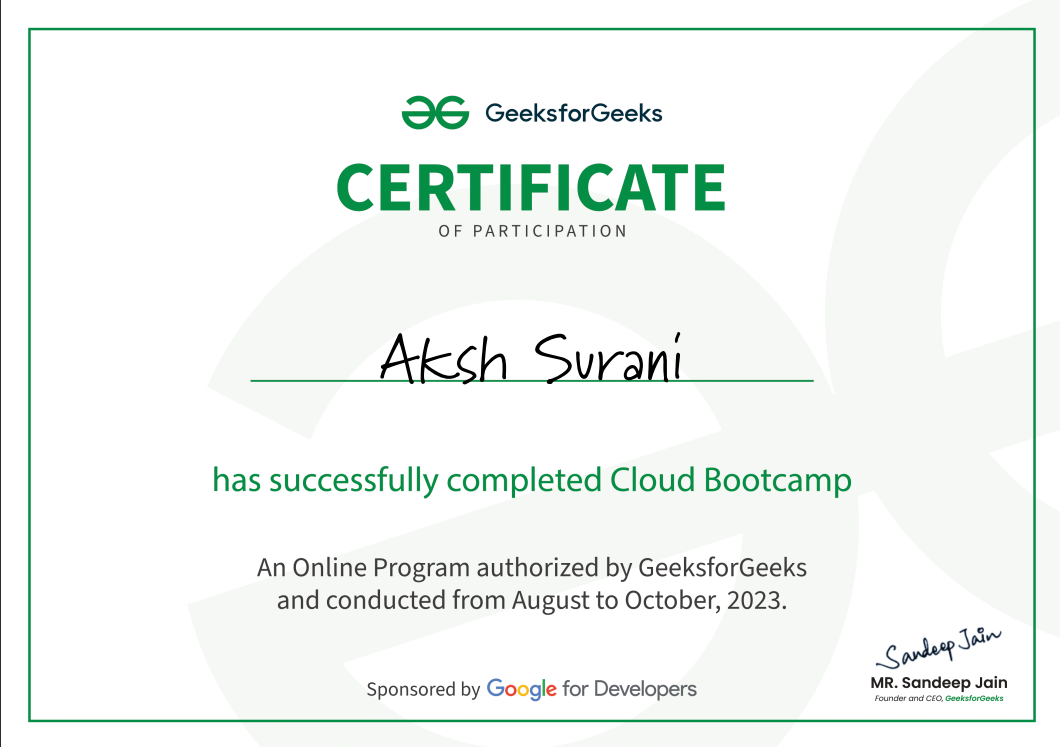 GeeksforGeeks
CERTIFICATE
OF PARTICIPATION
Aksh Surani
has successfully completed Cloud Bootcamp
An Online Program authorized by GeeksforGeeks
and conducted from August to October, 2023.
Sandeep Jain
MR. Sandeep Jain
Founder and CEO, GeeksforGeeks
Sponsored by Google for Developers